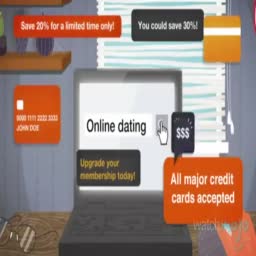 Save 20% for a limited time only!
You could save 30%!
0000 1111 2222 3333
JOHN DOE
Online dating
$$$
Upgrade your
membership today!
All major credit
cards accepted